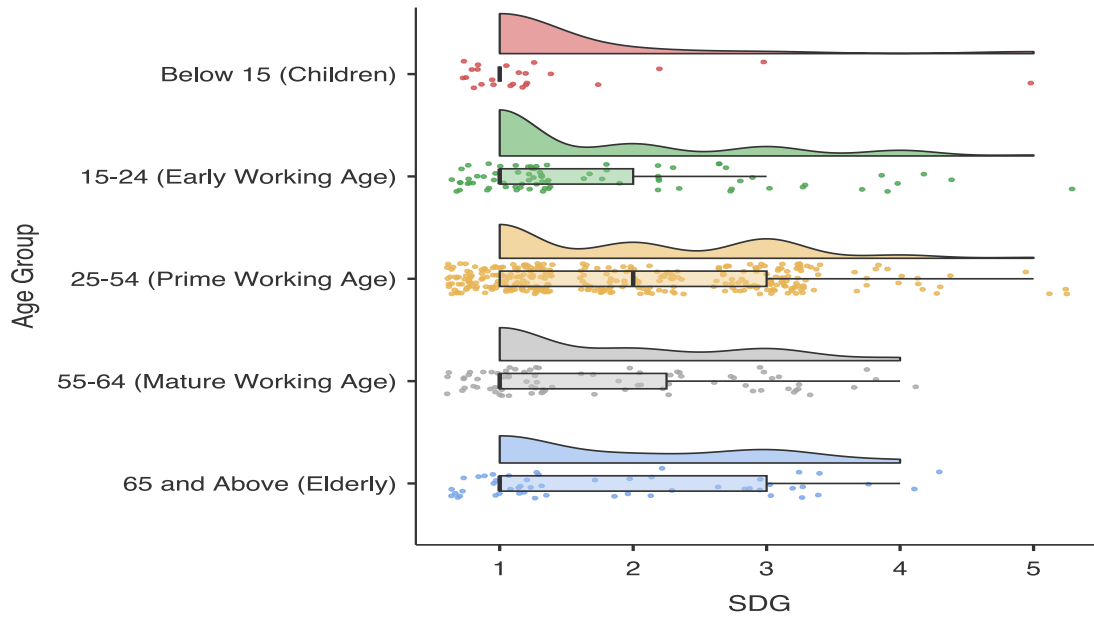 Age Group
Below 15 (Children)
15-24 (Early Working Age)
25-54 (Prime Working Age)
55-64 (Mature Working Age)
65 and Above (Elderly)
1 2 3 4 5
SDG